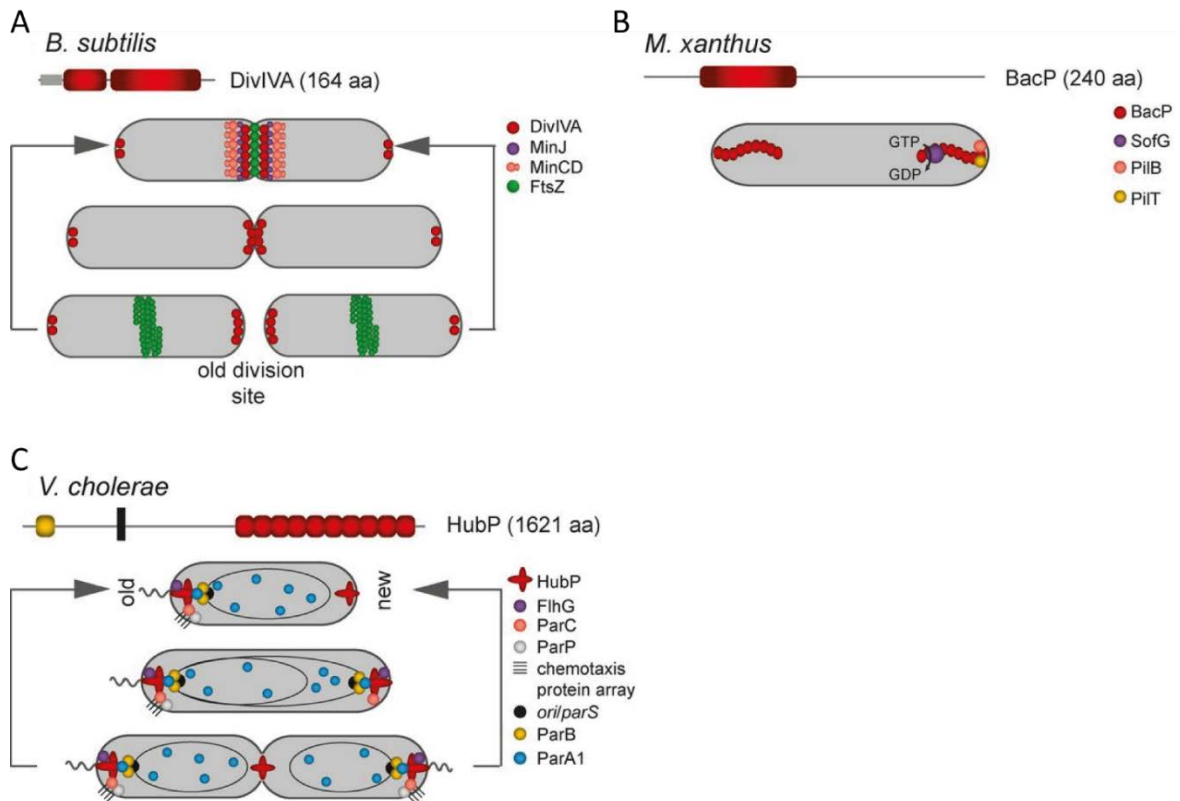 A
B. subtilis
DivIVA (164 aa)
DivIVA
MinJ
MinCD
FtsZ
old division
site
B
M. xanthus
BacP (240 aa)
GTP
GDP
BacP
SofG
PilB
PilT
C
V. cholerae
HubP (1621 aa)
old
new
HubP
FlhG
ParC
ParP
chemotaxis
protein array
ori/parS
ParB
ParA1